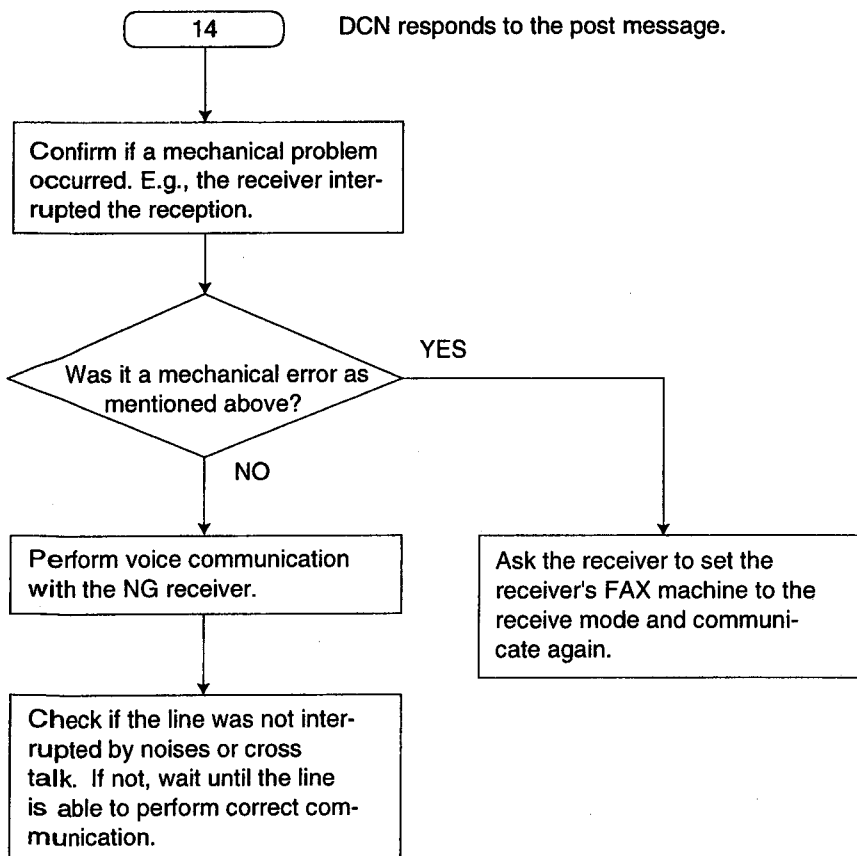 14
DCN responds to the post message.
Confirm if a mechanical problem
occurred. E.g., the receiver inter-
rupted the reception.
Was it a mechanical error as
mentioned above?
YES
NO
Perform voice communication
with the NG receiver.
Ask the receiver to set the
receiver's FAX machine to the
receive mode and communi-
cate again.
Check if the line was not inter-
rupted by noises or cross
talk. If not, wait until the line
is able to perform correct com-
munication.